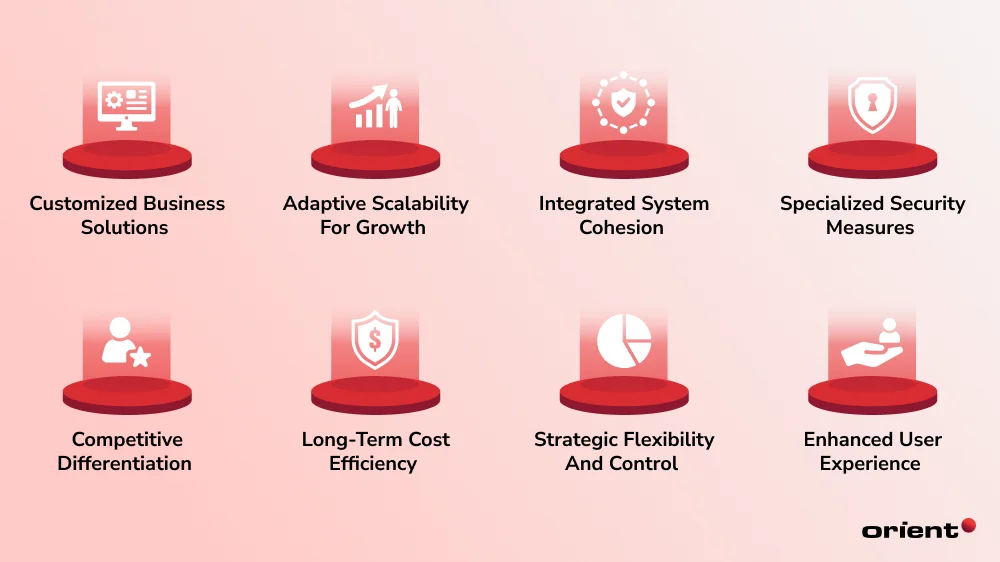 Customized Business
Solutions
Adaptive Scalability
For Growth
Integrated System
Cohesion
Specialized Security
Measures
$
Competitive
Differentiation
Long-Term Cost
Efficiency
Strategic Flexibility
And Control
Enhanced User
Experience
orient